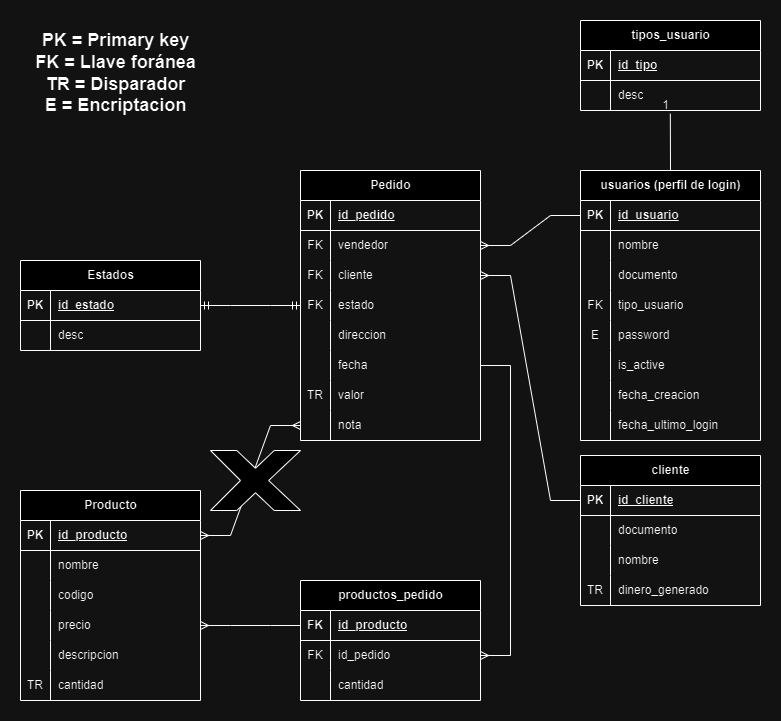 PK = Primary key
FK = Llave foránea
TR = Disparador
E = Encriptacion
tipos_usuario
PK id_tipo
desc
1
Pedido
PK id_pedido
FK vendedor
FK cliente
FK estado
direccion
fecha
TR valor
nota
usuarios (perfil de login)
PK id_usuario
nombre
documento
FK tipo_usuario
E password
is_active
fecha_creacion
fecha_ultimo_login
Estados
PK id_estado
desc
cliente
PK id_cliente
documento
nombre
TR dinero_generado
Producto
PK id_producto
nombre
codigo
precio
descripcion
TR cantidad
productos_pedido
FK id_producto
FK id_pedido
cantidad